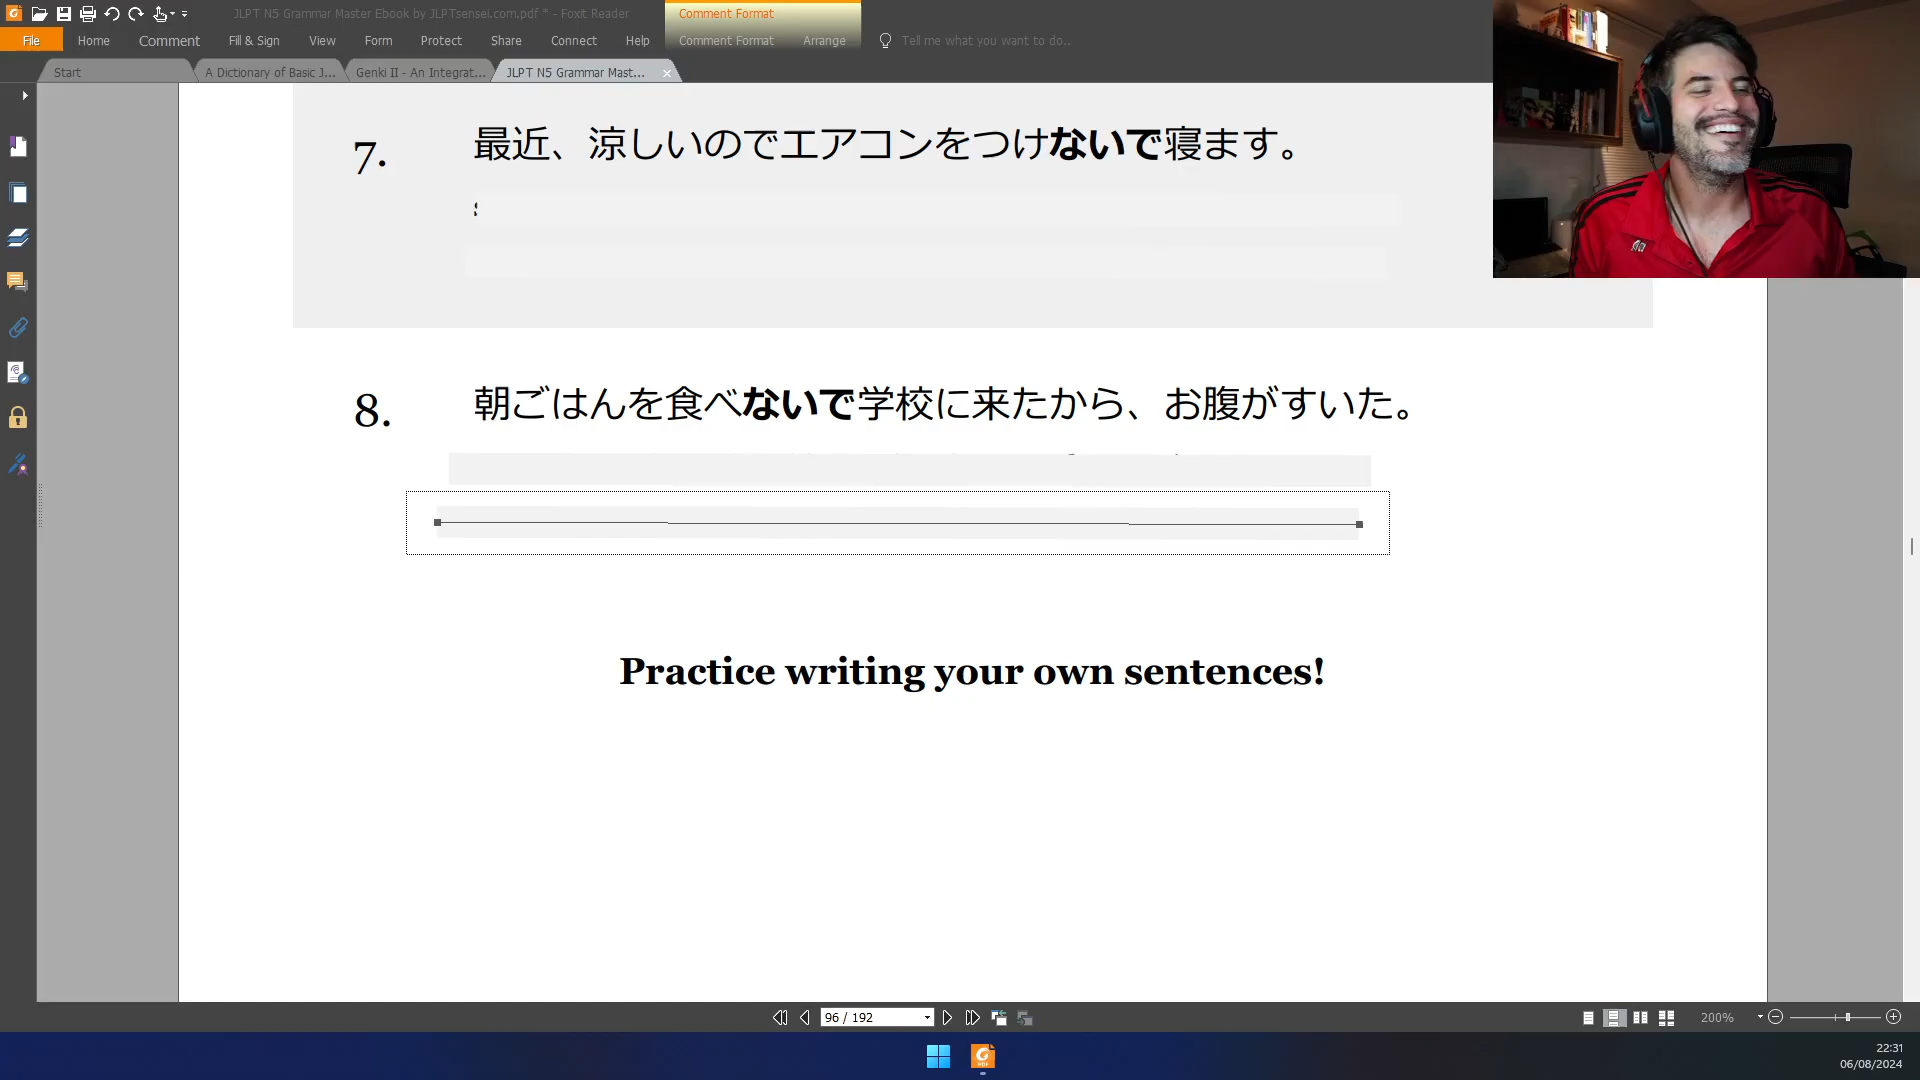 JLPT N5 Grammar Master Ebook by JLPTsensei.com.pdf * - Foxit Reader
Comment Format
File
Home
Comment
Fill & Sign
View
Form
Protect
Share
Connect
Help
Comment Format
Arrange
Tell me what you want to do..
Start
A Dictionary of Basic J...
Genki II - An Integrat...
JLPT N5 Grammar Mast...
7. 最近、涼しいのでエアコンをつけないで寝ます。
8. 朝ごはんを食べないで学校に来たから、お腹がすいた。
Practice writing your own sentences!
96 / 192
200%
22:31
06/08/2024